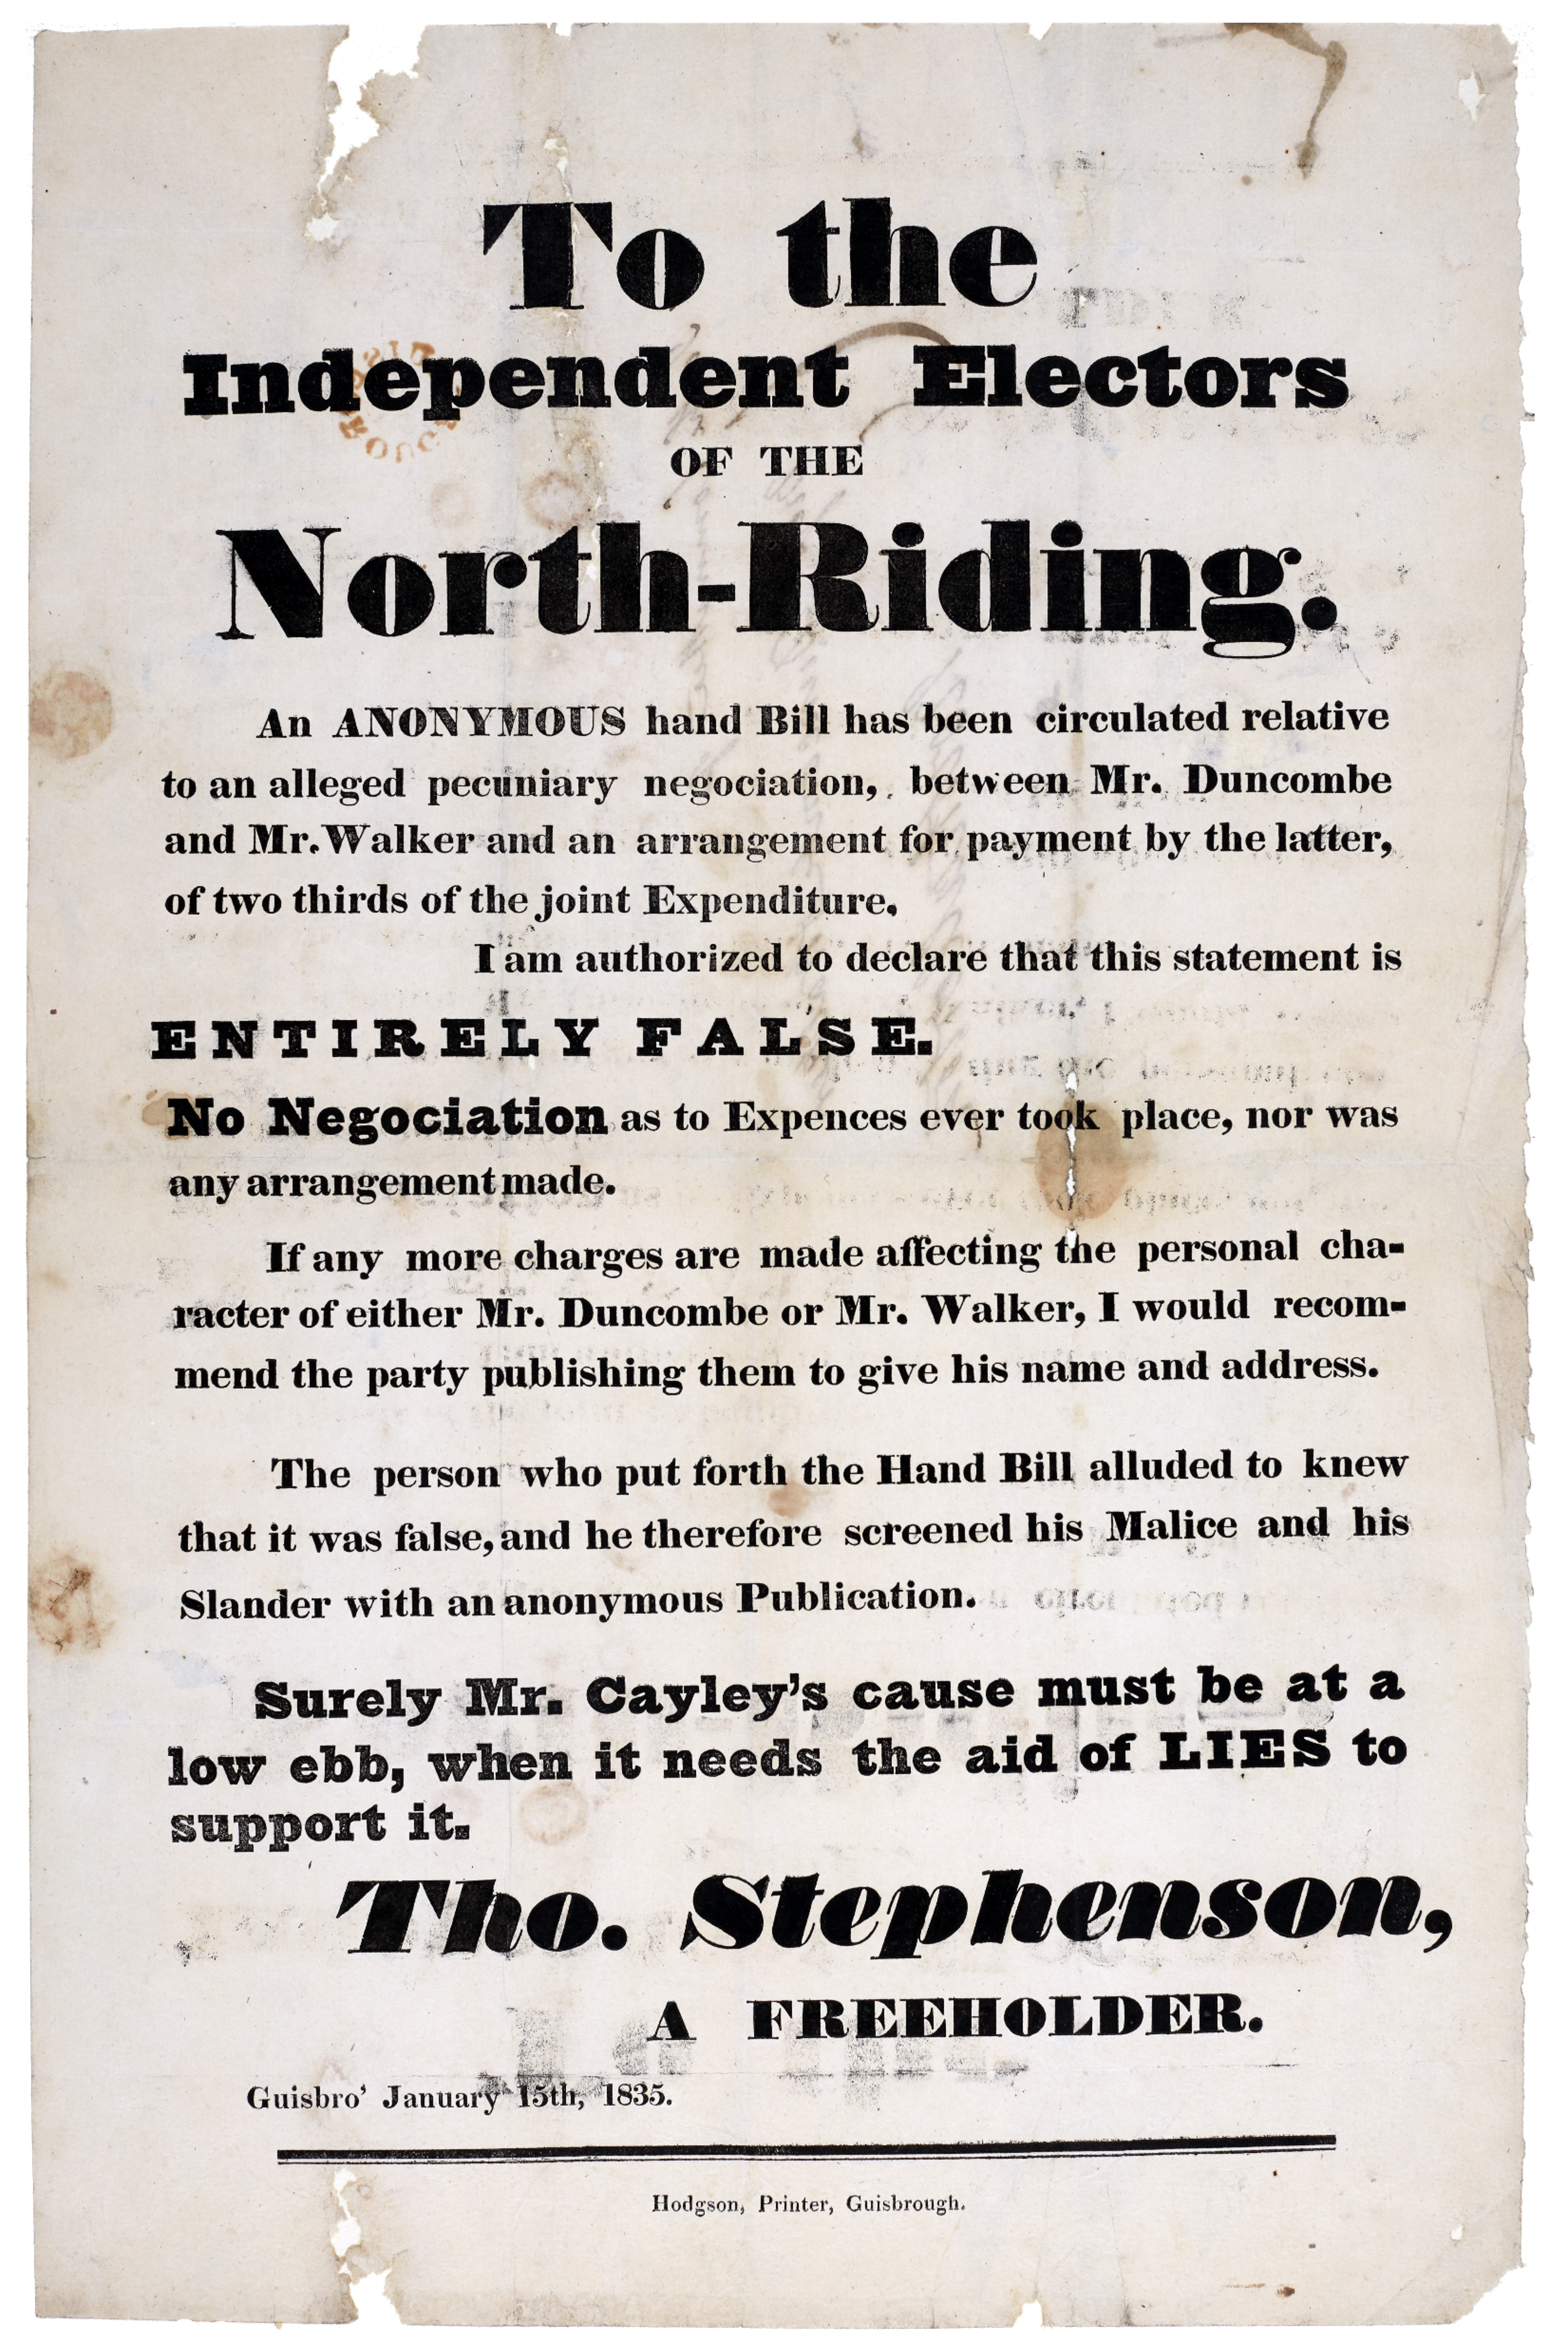 To the
Independent Electors
OF THE
North-Riding.
An ANONYMOUS hand Bill has been circulated relative
to an alleged pecuniary negociation, between Mr. Duncombe
and Mr. Walker and an arrangement for payment by the latter,
of two thirds of the joint Expenditure.
I am authorized to declare that this statement is
ENTIRELY FALSE.
No Negociation as to Expences ever took place, nor was
any arrangement made.
If any more charges are made affecting the personal cha-
racter of either Mr. Duncombe or Mr. Walker, I would recom-
mend the party publishing them to give his name and address.
The person who put forth the Hand Bill alluded to knew
that it was false, and he therefore screened his Malice and his
Slander with an anonymous Publication.
Surely Mr. Cayley's cause must be at a
low ebb, when it needs the aid of LIES to
support it.
Tho. Stephenson,
A FREEHOLDER.
Guisbro' January 15th, 1835.
Hodgson, Printer, Guisbrough.